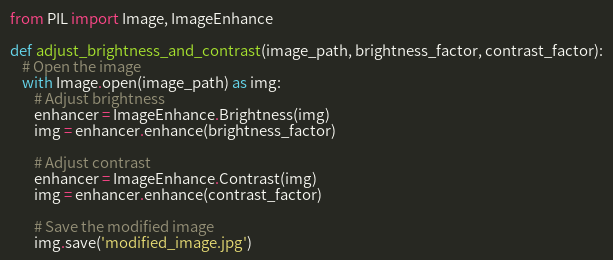 from PIL import Image, ImageEnhance
def adjust_brightness_and_contrast(image_path, brightness_factor, contrast_factor):
# Open the image
with Image.open(image_path) as img:
# Adjust brightness
enhancer = ImageEnhance.Brightness(img)
img = enhancer.enhance(brightness_factor)
# Adjust contrast
enhancer = ImageEnhance.Contrast(img)
img = enhancer.enhance(contrast_factor)
# Save the modified image
img.save('modified_image.jpg')